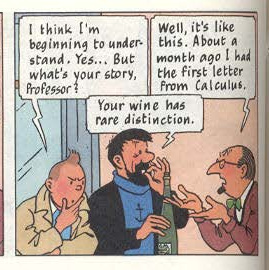 I think I'm
beginning to under-
stand. Yes... But
what's your story,
Professor?
Well, it's like
this. About a
month ago I had
the first letter
from Calculus.
Your wine has
rare distinction.